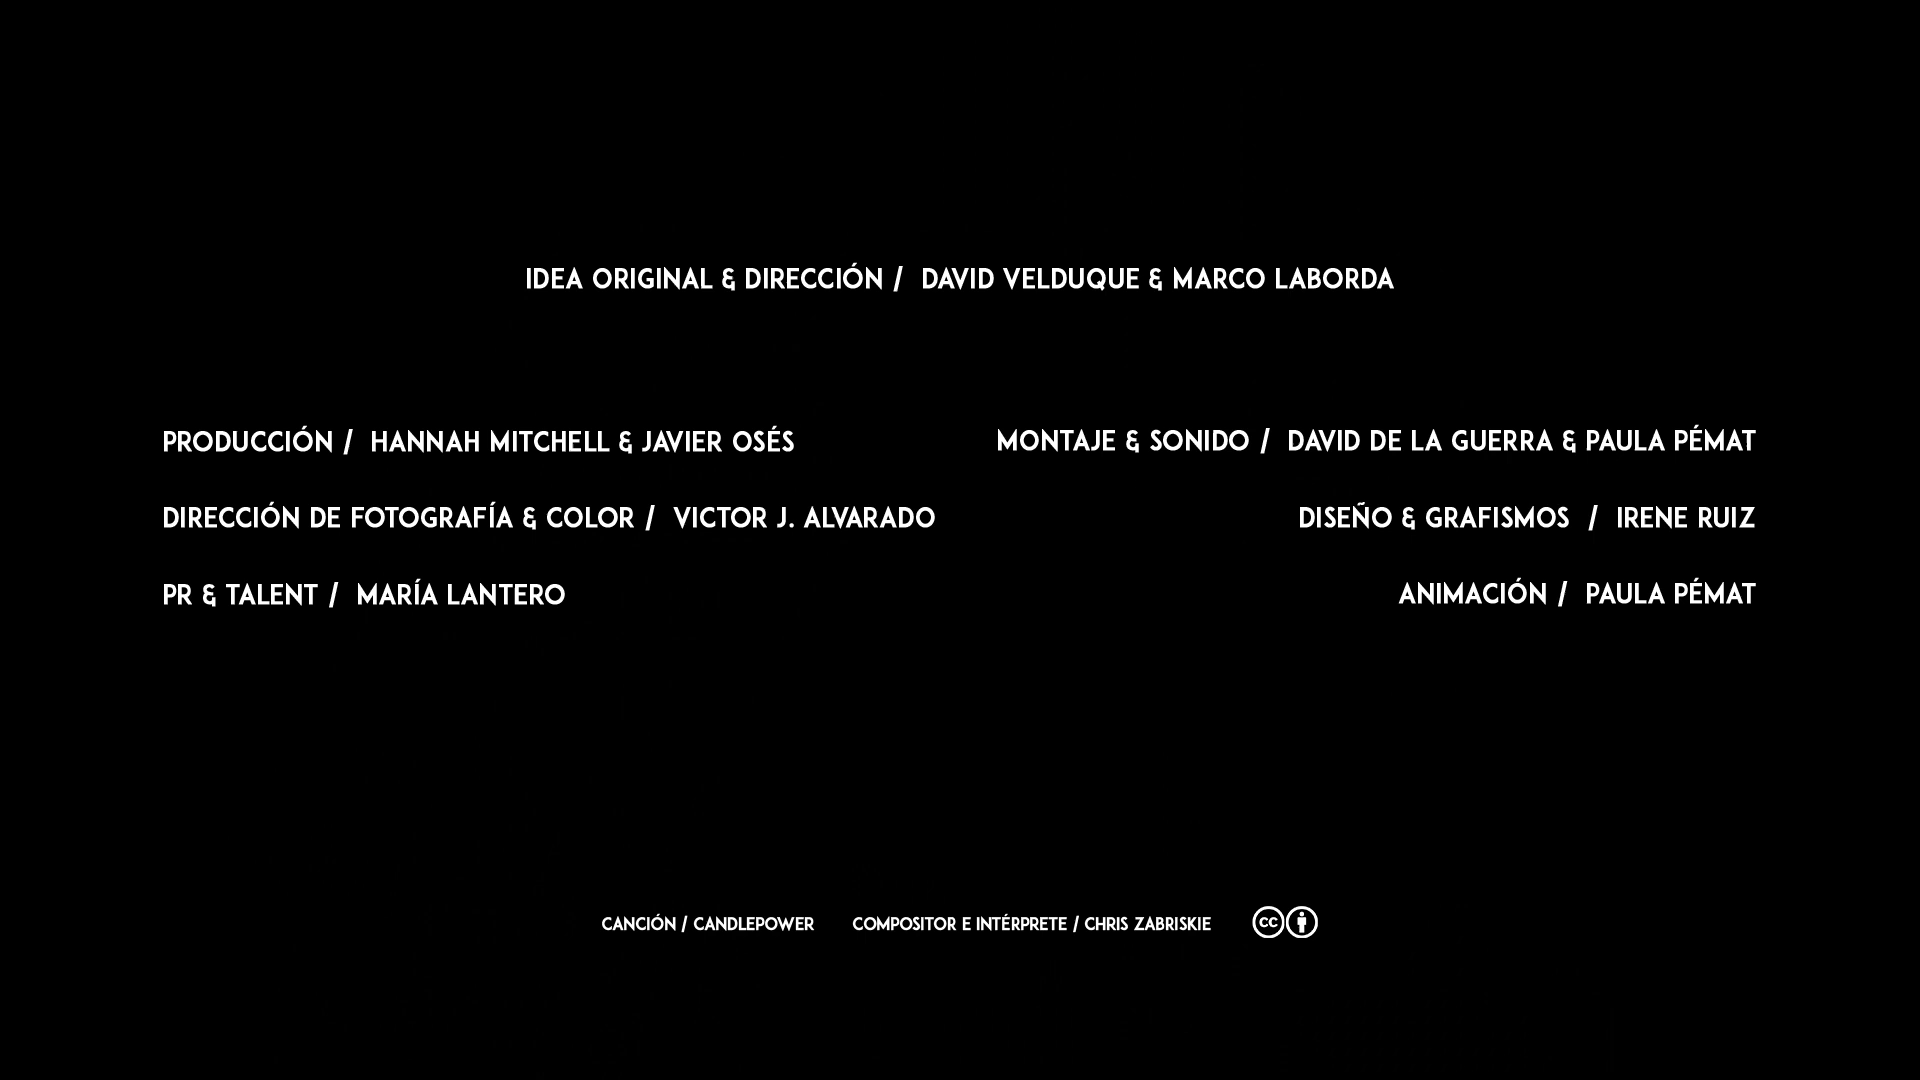 IDEA ORIGINAL & DIRECCIÓN / DAVID VELDUQUE & MARCO LABORDA
PRODUCCIÓN / HANNAH MITCHELL & JAVIER OSÉS
DIRECCIÓN DE FOTOGRAFÍA & COLOR / VICTOR J. ALVARADO
PR & TALENT / MARÍA LANTERO
MONTAJE & SONIDO / DAVID DE LA GUERRA & PAULA PÉMAT
DISEÑO & GRAFISMOS / IRENE RUIZ
ANIMACIÓN / PAULA PÉMAT
CANCIÓN / CANDLEPOWER COMPOSITOR E INTÉRPRETE / CHRIS ZABRISKIE CC